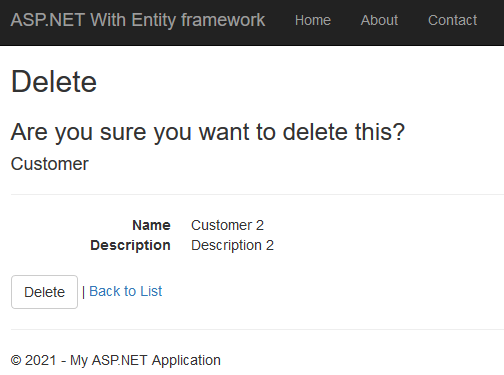 ASP.NET With Entity framework Home About Contact
Delete
Are you sure you want to delete this?
Customer
Name Customer 2
Description Description 2
Delete | Back to List
© 2021 - My ASP.NET Application